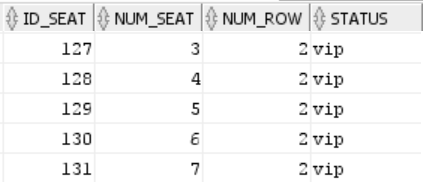 ID_SEAT NUM_SEAT NUM_ROW STATUS
127 3 2 vip
128 4 2 vip
129 5 2 vip
130 6 2 vip
131 7 2 vip